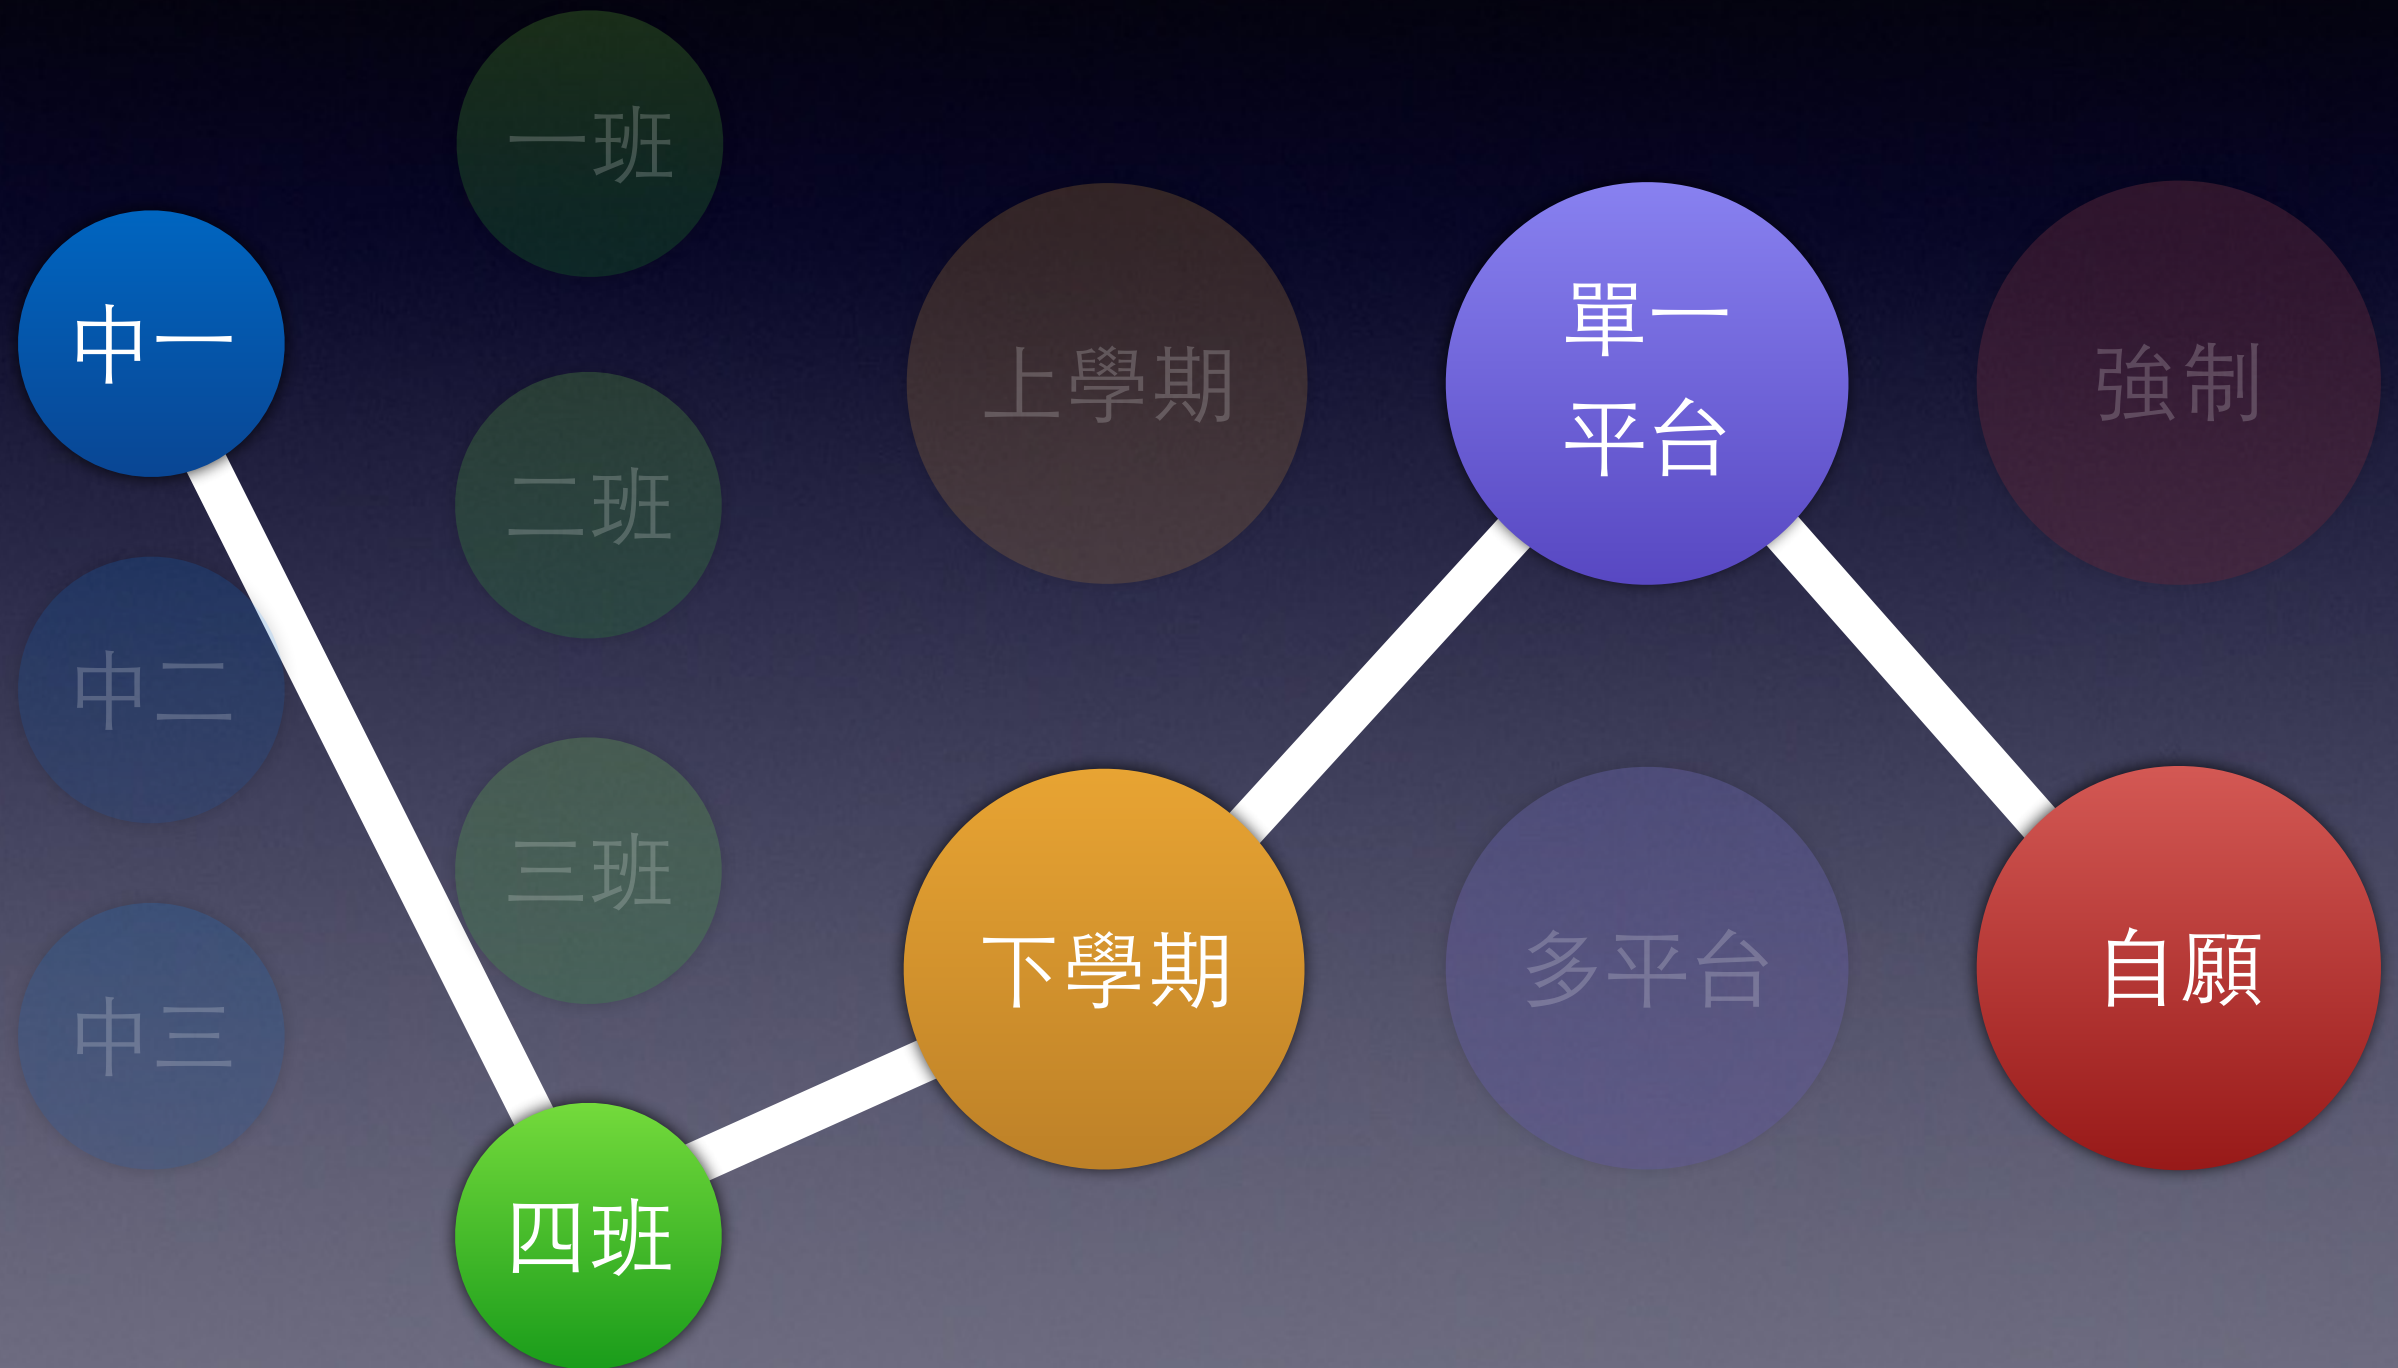 中一
中二
中三
一班
二班
三班
四班
上學期
下學期
單一
平台
多平台
強制
自願